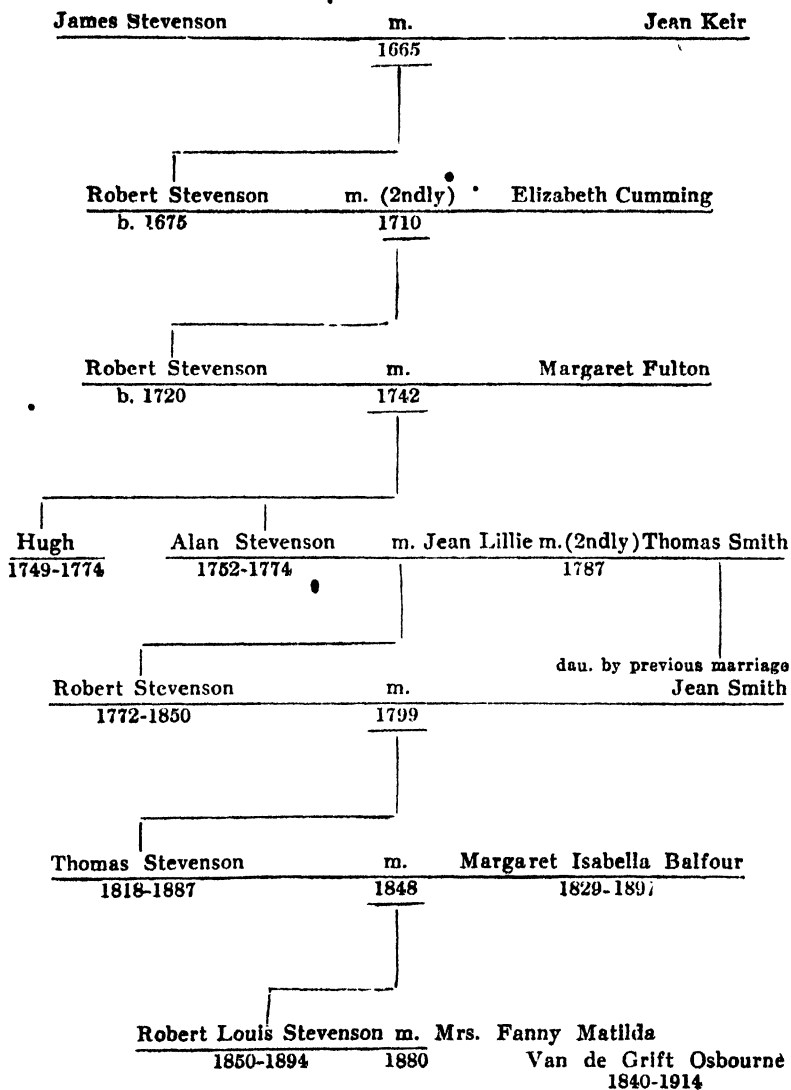 James Stevenson m. Jean Keir
1665
Robert Stevenson m. (2ndly) Elizabeth Cumming
b. 1675 1710
Robert Stevenson m. Margaret Fulton
b. 1720 1742
Hugh Alan Stevenson m. Jean Lillie m. (2ndly) Thomas Smith
1749-1774 1752-1774 1787
dau. by previous marriage
Robert Stevenson m. Jean Smith
1772-1850 1799
Thomas Stevenson m. Margaret Isabella Balfour
1818-1887 1848 1829-1897
Robert Louis Stevenson m. Mrs. Fanny Matilda
1850-1894 1880 Van de Grift Osbourne
1840-1914